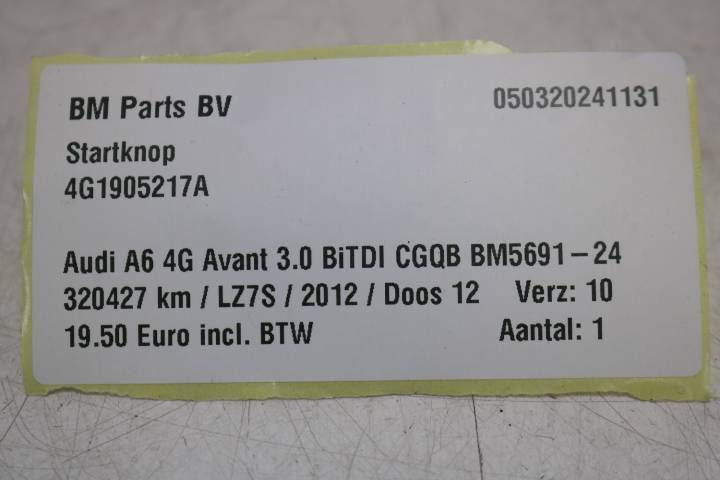 BM Parts BV 050320241131
Startknop
4G1905217A
Audi A6 4G Avant 3.0 BiTDI CGQB BM5691-24
320427 km / LZ7S / 2012 / Doos 12 Verz: 10
19.50 Euro incl. BTW Aantal: 1